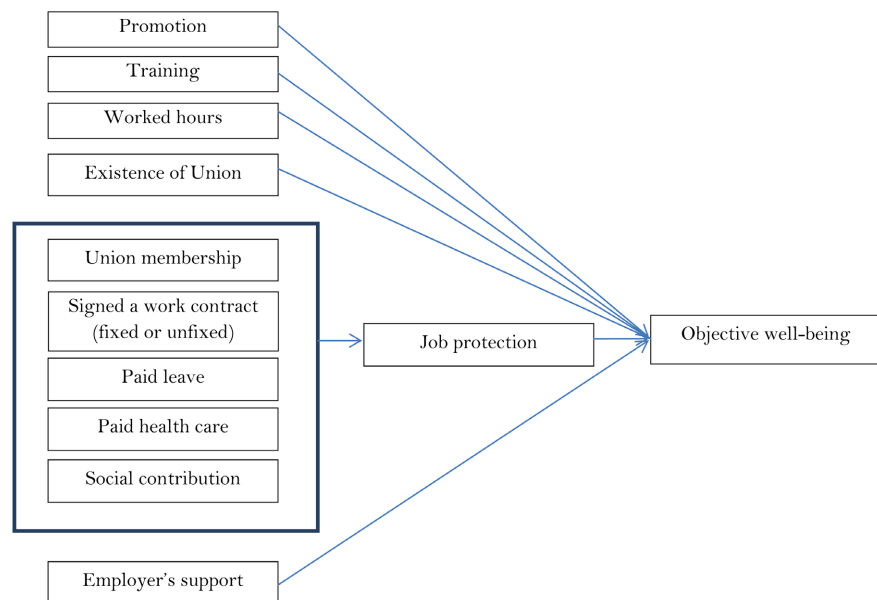 Promotion
Training
Worked hours
Existence of Union
Union membership
Signed a work contract
(fixed or unfixed)
Paid leave
Paid health care
Social contribution
Employer’s support
Job protection
Objective well-being